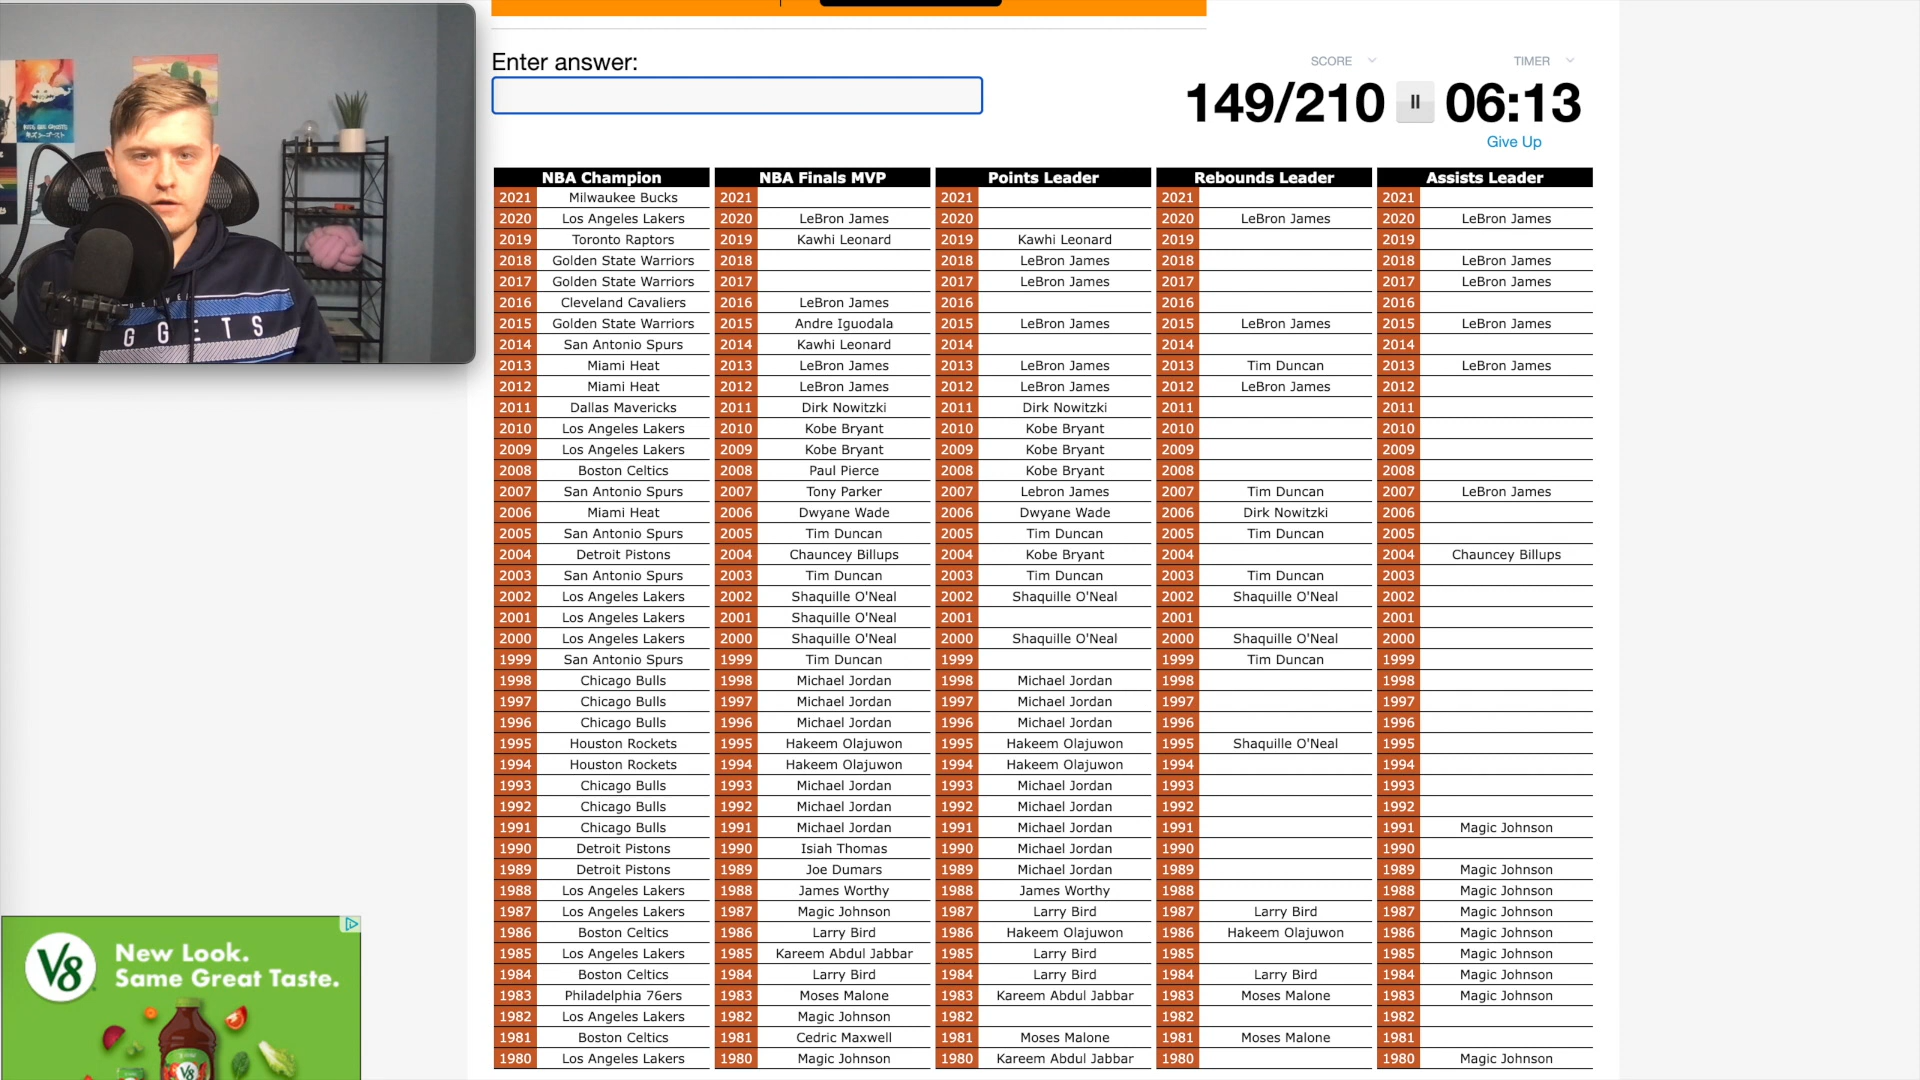 Enter answer:
SCORE
TIMER
149/210
06:13
Give Up
NBA Champion NBA Finals MVP Points Leader Rebounds Leader Assists Leader
2021 Milwaukee Bucks 2021 2021 2021 2021
2020 Los Angeles Lakers 2020 LeBron James 2020 2020 LeBron James 2020 LeBron James
2019 Toronto Raptors 2019 Kawhi Leonard 2019 Kawhi Leonard 2019 2019
2018 Golden State Warriors 2018 2018 LeBron James 2018 2018 LeBron James
2017 Golden State Warriors 2017 2017 LeBron James 2017 2017 LeBron James
2016 Cleveland Cavaliers 2016 LeBron James 2016 2016 2016
2015 Golden State Warriors 2015 Andre Iguodala 2015 LeBron James 2015 LeBron James 2015 LeBron James
2014 San Antonio Spurs 2014 Kawhi Leonard 2014 2014 2014
2013 Miami Heat 2013 LeBron James 2013 LeBron James 2013 Tim Duncan 2013 LeBron James
2012 Miami Heat 2012 LeBron James 2012 LeBron James 2012 LeBron James 2012
2011 Dallas Mavericks 2011 Dirk Nowitzki 2011 Dirk Nowitzki 2011 2011
2010 Los Angeles Lakers 2010 Kobe Bryant 2010 Kobe Bryant 2010 2010
2009 Los Angeles Lakers 2009 Kobe Bryant 2009 Kobe Bryant 2009 2009
2008 Boston Celtics 2008 Paul Pierce 2008 Kobe Bryant 2008 2008
2007 San Antonio Spurs 2007 Tony Parker 2007 Lebron James 2007 Tim Duncan 2007 LeBron James
2006 Miami Heat 2006 Dwyane Wade 2006 Dwyane Wade 2006 Dirk Nowitzki 2006
2005 San Antonio Spurs 2005 Tim Duncan 2005 Tim Duncan 2005 Tim Duncan 2005
2004 Detroit Pistons 2004 Chauncey Billups 2004 Kobe Bryant 2004 2004 Chauncey Billups
2003 San Antonio Spurs 2003 Tim Duncan 2003 Tim Duncan 2003 Tim Duncan 2003
2002 Los Angeles Lakers 2002 Shaquille O'Neal 2002 Shaquille O'Neal 2002 Shaquille O'Neal 2002
2001 Los Angeles Lakers 2001 Shaquille O'Neal 2001 2001 2001
2000 Los Angeles Lakers 2000 Shaquille O'Neal 2000 Shaquille O'Neal 2000 Shaquille O'Neal 2000
1999 San Antonio Spurs 1999 Tim Duncan 1999 1999 Tim Duncan 1999
1998 Chicago Bulls 1998 Michael Jordan 1998 Michael Jordan 1998 1998
1997 Chicago Bulls 1997 Michael Jordan 1997 Michael Jordan 1997 1997
1996 Chicago Bulls 1996 Michael Jordan 1996 Michael Jordan 1996 1996
1995 Houston Rockets 1995 Hakeem Olajuwon 1995 Hakeem Olajuwon 1995 Shaquille O'Neal 1995
1994 Houston Rockets 1994 Hakeem Olajuwon 1994 Hakeem Olajuwon 1994 1994
1993 Chicago Bulls 1993 Michael Jordan 1993 Michael Jordan 1993 1993
1992 Chicago Bulls 1992 Michael Jordan 1992 Michael Jordan 1992 1992
1991 Chicago Bulls 1991 Michael Jordan 1991 Michael Jordan 1991 1991 Magic Johnson
1990 Detroit Pistons 1990 Isiah Thomas 1990 Michael Jordan 1990 1990
1989 Detroit Pistons 1989 Joe Dumars 1989 Michael Jordan 1989 1989 Magic Johnson
1988 Los Angeles Lakers 1988 James Worthy 1988 James Worthy 1988 1988 Magic Johnson
1987 Los Angeles Lakers 1987 Magic Johnson 1987 Larry Bird 1987 Larry Bird 1987 Magic Johnson
1986 Boston Celtics 1986 Larry Bird 1986 Hakeem Olajuwon 1986 Hakeem Olajuwon 1986 Magic Johnson
1985 Los Angeles Lakers 1985 Kareem Abdul Jabbar 1985 Larry Bird 1985 1985 Magic Johnson
1984 Boston Celtics 1984 Larry Bird 1984 Larry Bird 1984 Larry Bird 1984 Magic Johnson
1983 Philadelphia 76ers 1983 Moses Malone 1983 Kareem Abdul Jabbar 1983 Moses Malone 1983 Magic Johnson
1982 Los Angeles Lakers 1982 Magic Johnson 1982 1982 1982
1981 Boston Celtics 1981 Cedric Maxwell 1981 Moses Malone 1981 Moses Malone 1981
1980 Los Angeles Lakers 1980 Magic Johnson 1980 Kareem Abdul Jabbar 1980 1980 Magic Johnson
GGETS
V8
New Look.
Same Great Taste.
V8